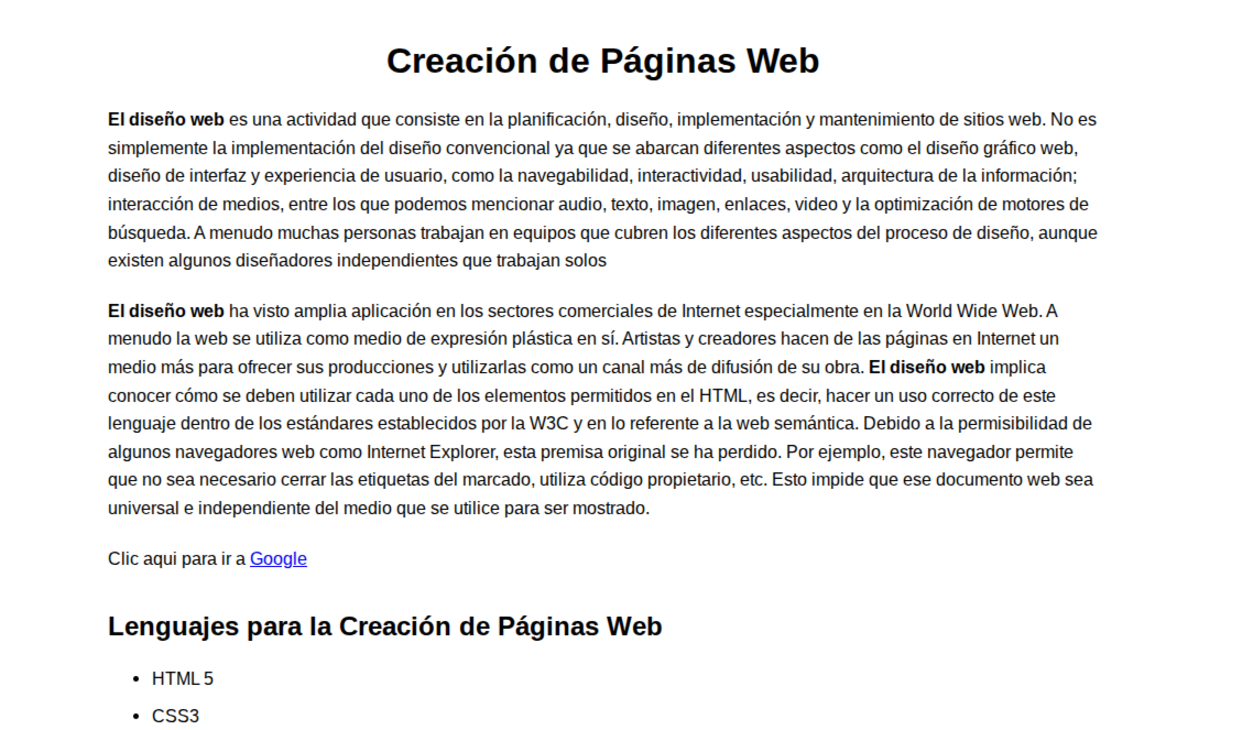 Creación de Páginas Web
El diseño web es una actividad que consiste en la planificación, diseño, implementación y mantenimiento de sitios web. No es
simplemente la implementación del diseño convencional ya que se abarcan diferentes aspectos como el diseño gráfico web,
diseño de interfaz y experiencia de usuario, como la navegabilidad, interactividad, usabilidad, arquitectura de la información;
interacción de medios, entre los que podemos mencionar audio, texto, imagen, enlaces, video y la optimización de motores de
búsqueda. A menudo muchas personas trabajan en equipos que cubren los diferentes aspectos del proceso de diseño, aunque
existen algunos diseñadores independientes que trabajan solos
El diseño web ha visto amplia aplicación en los sectores comerciales de Internet especialmente en la World Wide Web. A
menudo la web se utiliza como medio de expresión plástica en sí. Artistas y creadores hacen de las páginas en Internet un
medio más para ofrecer sus producciones y utilizarlas como un canal más de difusión de su obra. El diseño web implica
conocer cómo se deben utilizar cada uno de los elementos permitidos en el HTML, es decir, hacer un uso correcto de este
lenguaje dentro de los estándares establecidos por la W3C y en lo referente a la web semántica. Debido a la permisibilidad de
algunos navegadores web como Internet Explorer, esta premisa original se ha perdido. Por ejemplo, este navegador permite
que no sea necesario cerrar las etiquetas del marcado, utiliza código propietario, etc. Esto impide que ese documento web sea
universal e independiente del medio que se utilice para ser mostrado.
Clic aqui para ir a Google
Lenguajes para la Creación de Páginas Web
• HTML 5
• CSS3